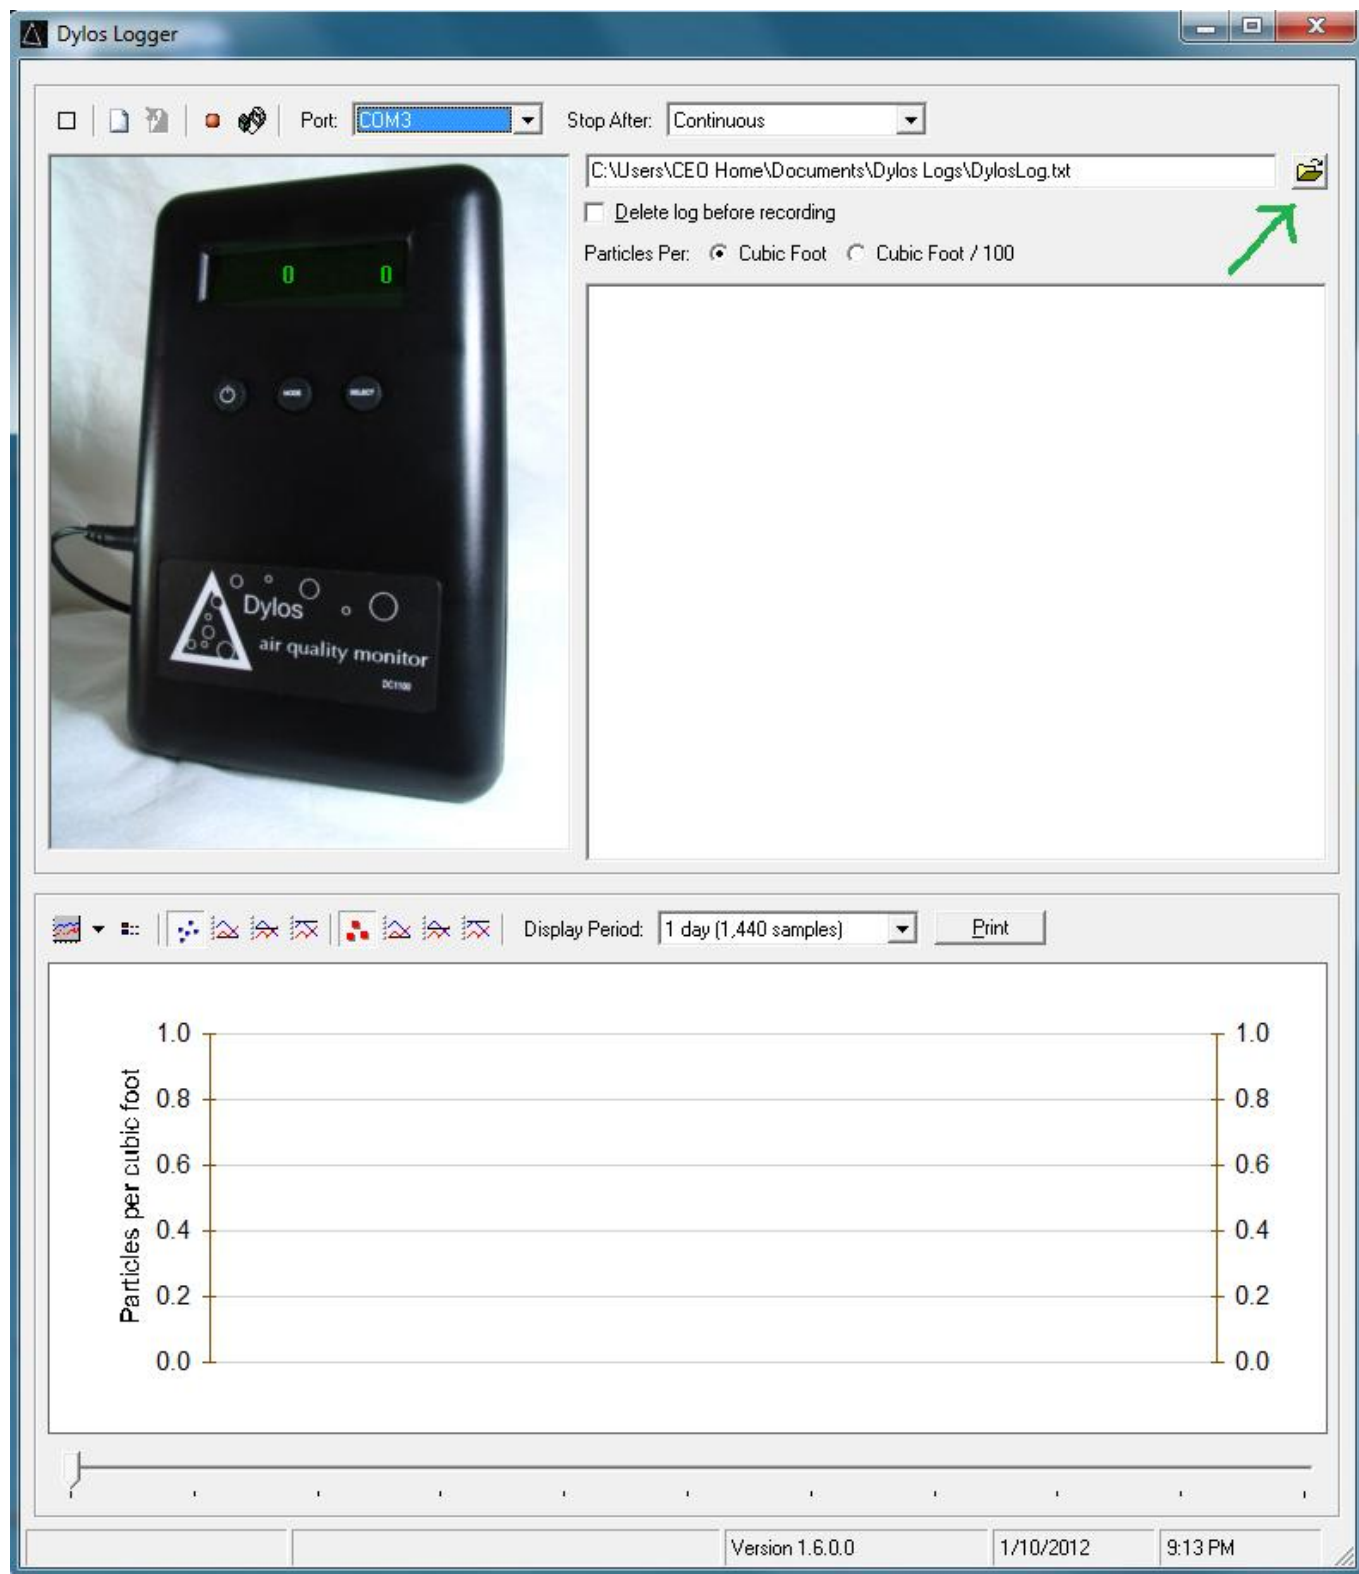 Dylos Logger
Port: COM3 Stop After: Continuous
C:\Users\CEO Home\Documents\Dylos Logs\DylosLog.txt
Delete log before recording
Particles Per: Cubic Foot Cubic Foot / 100
0 0
MODE SELECT
Dylos
air quality monitor
DC1100
Display Period: 1 day (1,440 samples) Print
Particles per cubic foot
1.0 1.0
0.8 0.8
0.6 0.6
0.4 0.4
0.2 0.2
0.0 0.0
Version 1.6.0.0 1/10/2012 9:13 PM